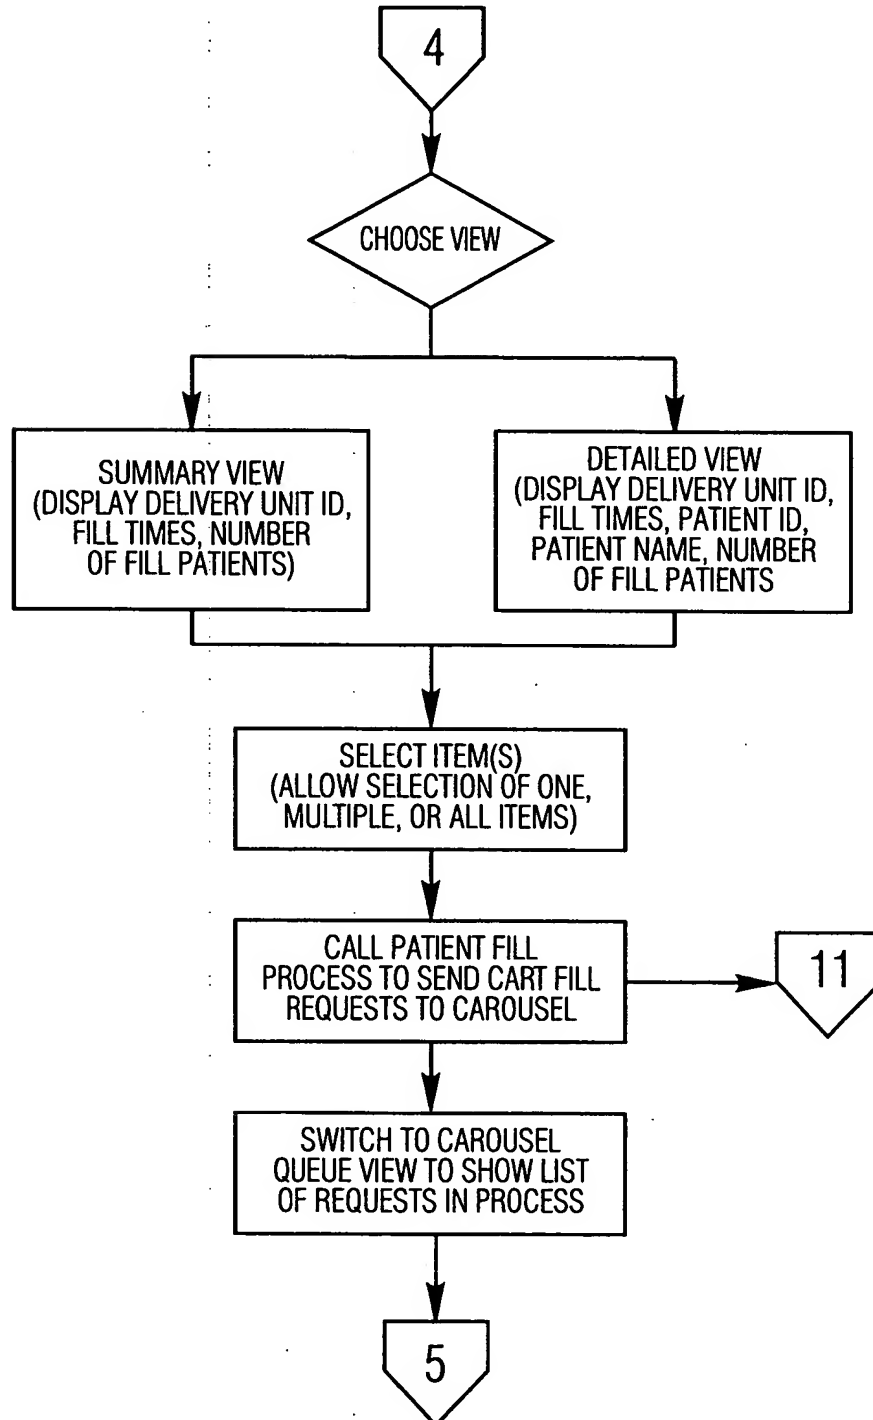 4
CHOOSE VIEW
SUMMARY VIEW
(DISPLAY DELIVERY UNIT ID,
FILL TIMES, NUMBER
OF FILL PATIENTS)
DETAILED VIEW
(DISPLAY DELIVERY UNIT ID,
FILL TIMES, PATIENT ID,
PATIENT NAME, NUMBER
OF FILL PATIENTS
SELECT ITEM(S)
(ALLOW SELECTION OF ONE,
MULTIPLE, OR ALL ITEMS)
CALL PATIENT FILL
PROCESS TO SEND CART FILL
REQUESTS TO CAROUSEL
11
SWITCH TO CAROUSEL
QUEUE VIEW TO SHOW LIST
OF REQUESTS IN PROCESS
5